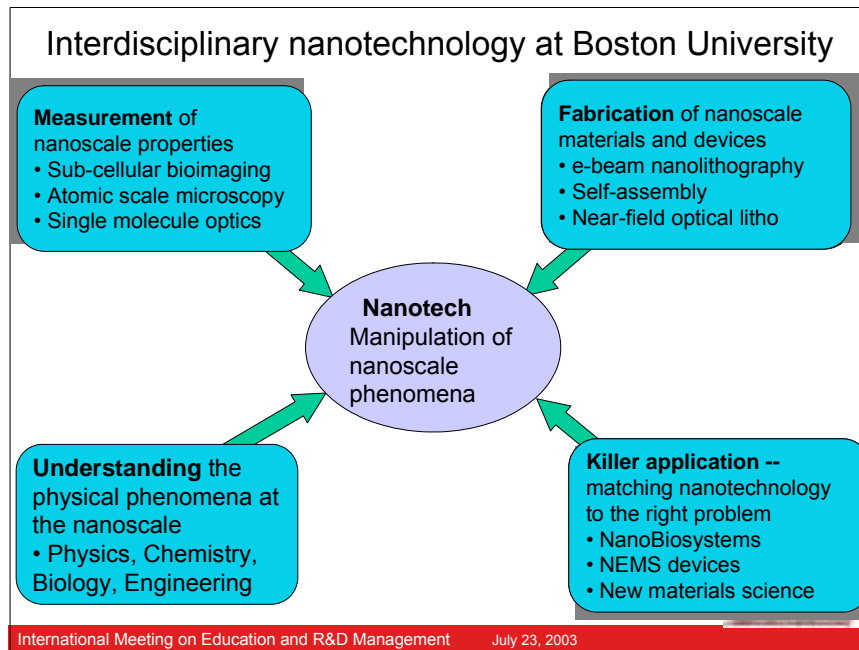 Interdisciplinary nanotechnology at Boston University
Measurement of
nanoscale properties
• Sub-cellular bioimaging
• Atomic scale microscopy
• Single molecule optics
Fabrication of nanoscale
materials and devices
• e-beam nanolithography
• Self-assembly
• Near-field optical litho
Nanotech
Manipulation of
nanoscale
phenomena
Understanding the
physical phenomena at
the nanoscale
• Physics, Chemistry,
Biology, Engineering
Killer application --
matching nanotechnology
to the right problem
• NanoBiosystems
• NEMS devices
• New materials science
International Meeting on Education and R&D Management July 23, 2003